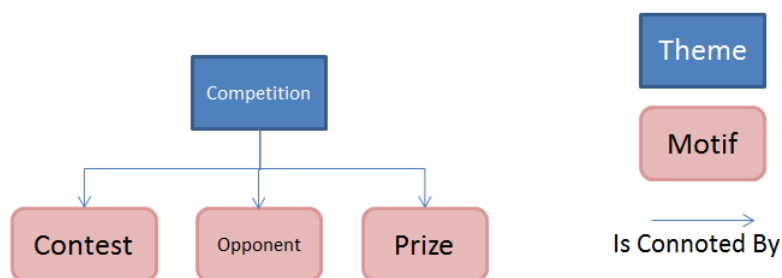 Competition
Contest
Opponent
Prize
Theme
Motif
Is Connoted By